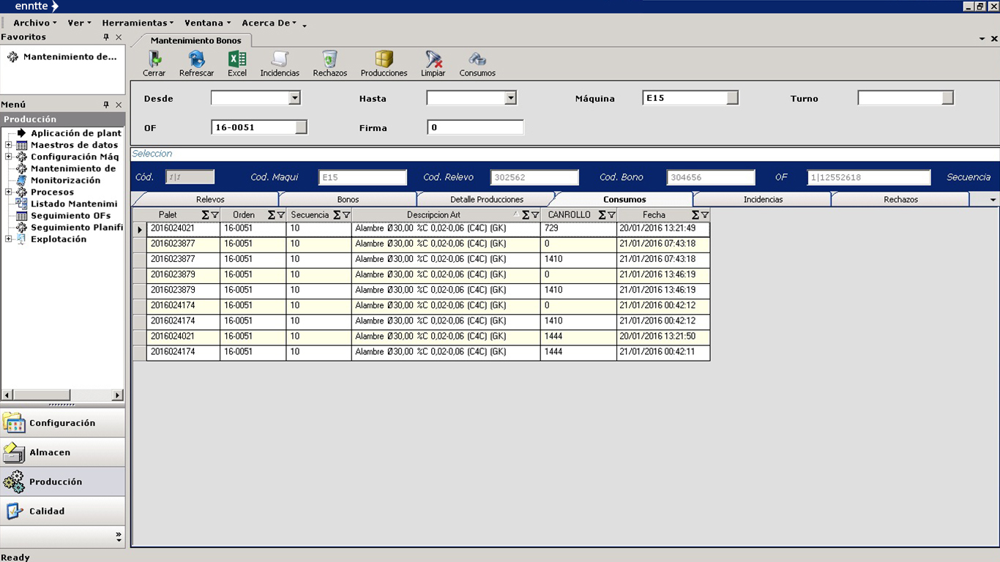 enntte
Archivo Ver Herramientas Ventana Acerca De
Favoritos
Mantenimiento de...
Menú
Producción
Aplicación de plant
Maestros de datos
Configuración Máq
Mantenimiento de
Monitorización
Procesos
Listado Mantenimi
Seguimiento OFs
Seguimiento Planifi
Explotación
Configuración
Almacen
Producción
Calidad
Mantenimiento Bonos
Cerrar Refrescar Excel Incidencias Rechazos Producciones Limpiar Consumos
Desde Hasta Máquina E15 Turno
OF 16-0051 Firma 0
Seleccion
Cód. 1|1 Cod. Maqui E15 Cod. Relevo 302562 Cod. Bono 304656 OF 1|12552618 Secuencia
Relevos Bonos Detalle Producciones Consumos Incidencias Rechazos
Palet Σ Orden Σ Secuencia Σ Descripcion Art Σ CANROLLO Σ Fecha Σ
2016024021 16-0051 10 Alambre Ø30,00 %C 0,02-0,06 (C4C) (GK) 729 20/01/2016 13:21:49
2016023877 16-0051 10 Alambre Ø30,00 %C 0,02-0,06 (C4C) (GK) 0 21/01/2016 07:43:18
2016023877 16-0051 10 Alambre Ø30,00 %C 0,02-0,06 (C4C) (GK) 1410 21/01/2016 07:43:18
2016023879 16-0051 10 Alambre Ø30,00 %C 0,02-0,06 (C4C) (GK) 0 21/01/2016 13:46:19
2016023879 16-0051 10 Alambre Ø30,00 %C 0,02-0,06 (C4C) (GK) 1410 21/01/2016 13:46:19
2016024174 16-0051 10 Alambre Ø30,00 %C 0,02-0,06 (C4C) (GK) 0 21/01/2016 00:42:12
2016024174 16-0051 10 Alambre Ø30,00 %C 0,02-0,06 (C4C) (GK) 1410 21/01/2016 00:42:12
2016024021 16-0051 10 Alambre Ø30,00 %C 0,02-0,06 (C4C) (GK) 1444 20/01/2016 13:21:50
2016024174 16-0051 10 Alambre Ø30,00 %C 0,02-0,06 (C4C) (GK) 1444 21/01/2016 00:42:11
Ready